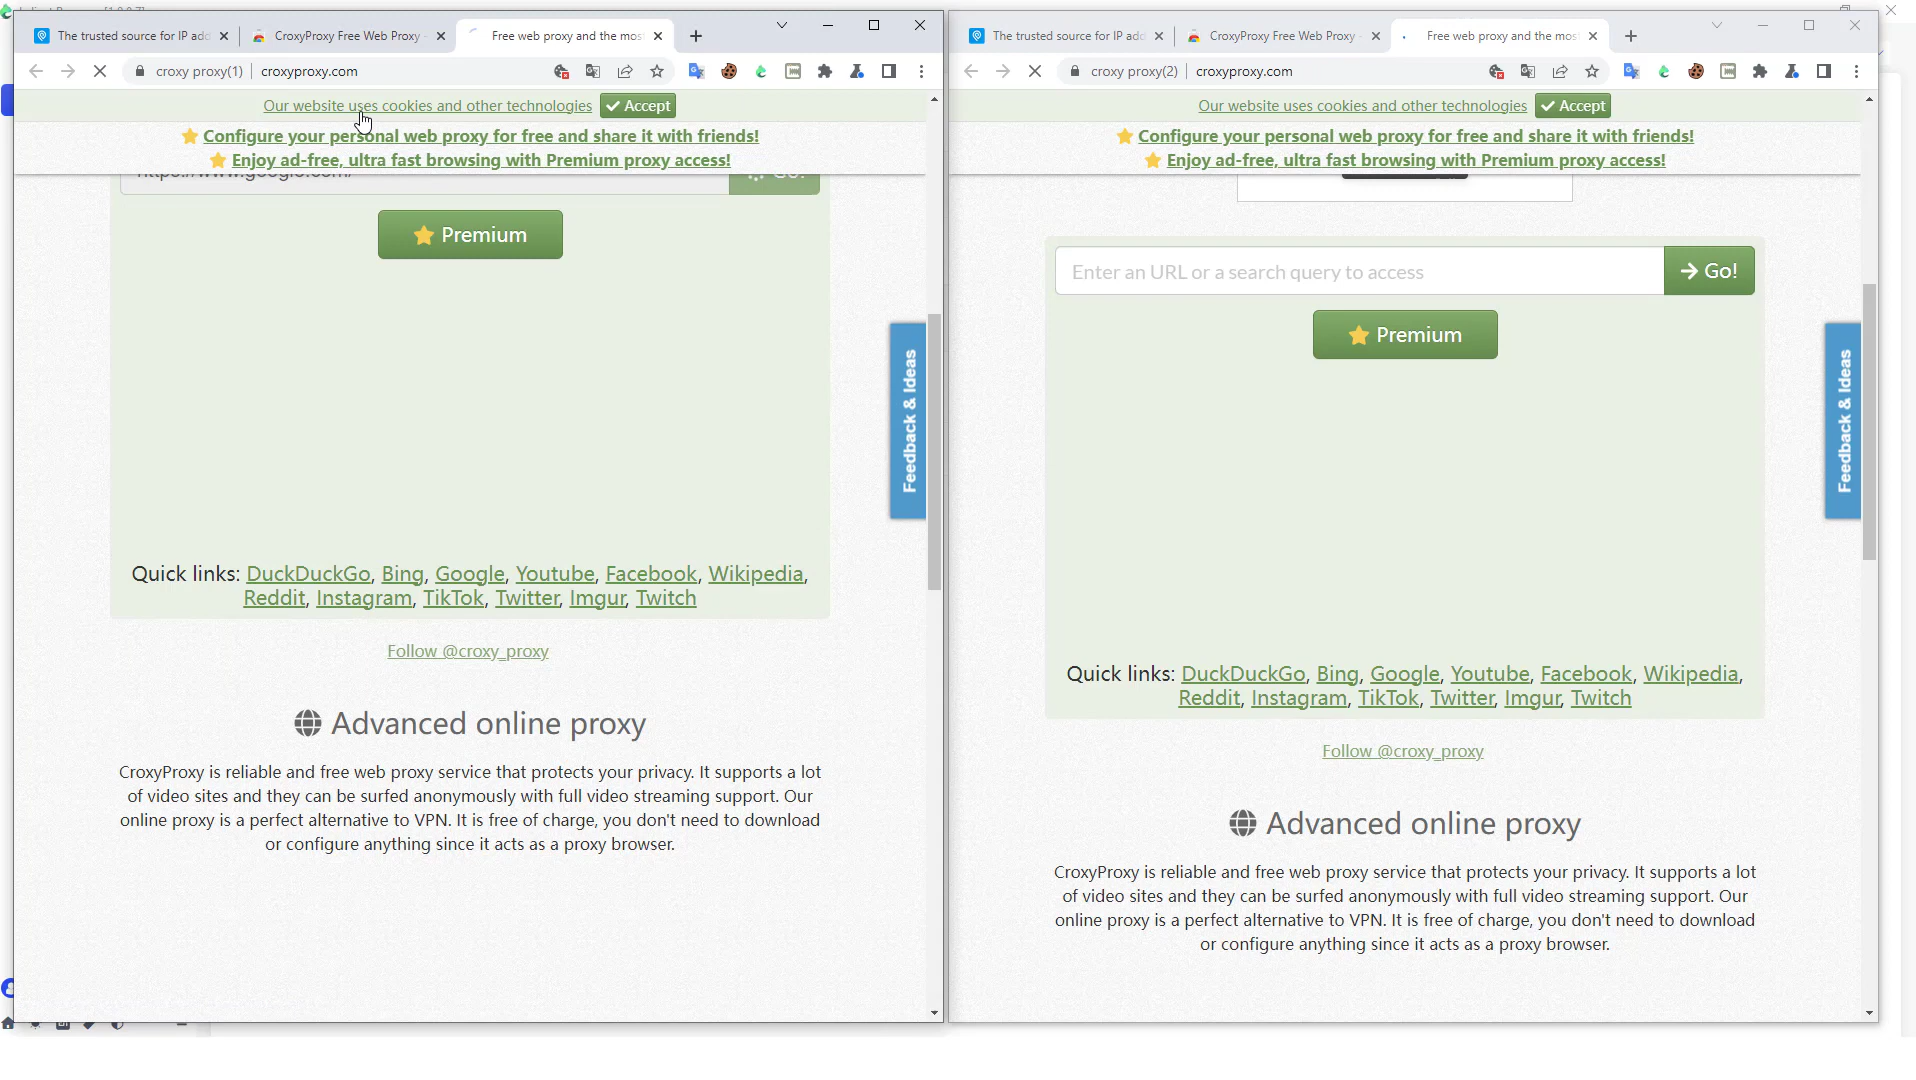 The trusted source for IP add
CroxyProxy Free Web Proxy -
Free web proxy and the mos
croxy proxy(1)
croxyproxy.com
Our website uses cookies and other technologies
Accept
Configure your personal web proxy for free and share it with friends!
Enjoy ad-free, ultra fast browsing with Premium proxy access!
https://www.google.com/
Go!
Premium
Feedback & Ideas
Quick links: DuckDuckGo, Bing, Google, Youtube, Facebook, Wikipedia,
Reddit, Instagram, TikTok, Twitter, Imgur, Twitch
Follow @croxy_proxy
Advanced online proxy
CroxyProxy is reliable and free web proxy service that protects your privacy. It supports a lot
of video sites and they can be surfed anonymously with full video streaming support. Our
online proxy is a perfect alternative to VPN. It is free of charge, you don't need to download
or configure anything since it acts as a proxy browser.
The trusted source for IP add
CroxyProxy Free Web Proxy -
Free web proxy and the mos
croxy proxy(2)
croxyproxy.com
Our website uses cookies and other technologies
Accept
Configure your personal web proxy for free and share it with friends!
Enjoy ad-free, ultra fast browsing with Premium proxy access!
Enter an URL or a search query to access
Go!
Premium
Feedback & Ideas
Quick links: DuckDuckGo, Bing, Google, Youtube, Facebook, Wikipedia,
Reddit, Instagram, TikTok, Twitter, Imgur, Twitch
Follow @croxy_proxy
Advanced online proxy
CroxyProxy is reliable and free web proxy service that protects your privacy. It supports a lot
of video sites and they can be surfed anonymously with full video streaming support. Our
online proxy is a perfect alternative to VPN. It is free of charge, you don't need to download
or configure anything since it acts as a proxy browser.